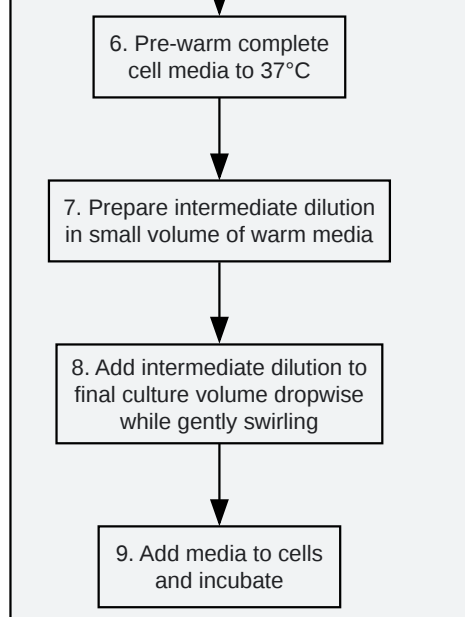 6. Pre-warm complete
cell media to 37°C
7. Prepare intermediate dilution
in small volume of warm media
8. Add intermediate dilution to
final culture volume dropwise
while gently swirling
9. Add media to cells
and incubate